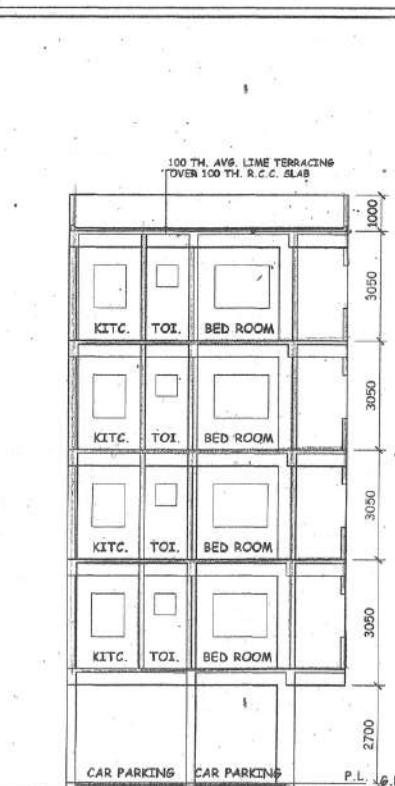 100 TH. AVG. LIME TERRACING
OVER 100 TH. R.C.C. SLAB
1000
3050
KITC. TOI. BED ROOM
3050
KITC. TOI. BED ROOM
3050
KITC. TOI. BED ROOM
3050
KITC. TOI. BED ROOM
2700
CAR PARKING CAR PARKING P.L.